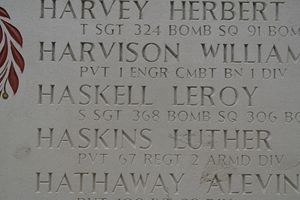 HARVEY HERBERT
T SGT 324 BOMB SQ 91 BOM
HARVISON WILLIAM
PVT 1 ENGR CMBT BN 1 DIV
HASKELL LEROY
S SGT 368 BOMB SQ 306 BO
HASKINS LUTHER
PVT 67 REGT 2 ARMD DIV
HATHAWAY ALEVIN